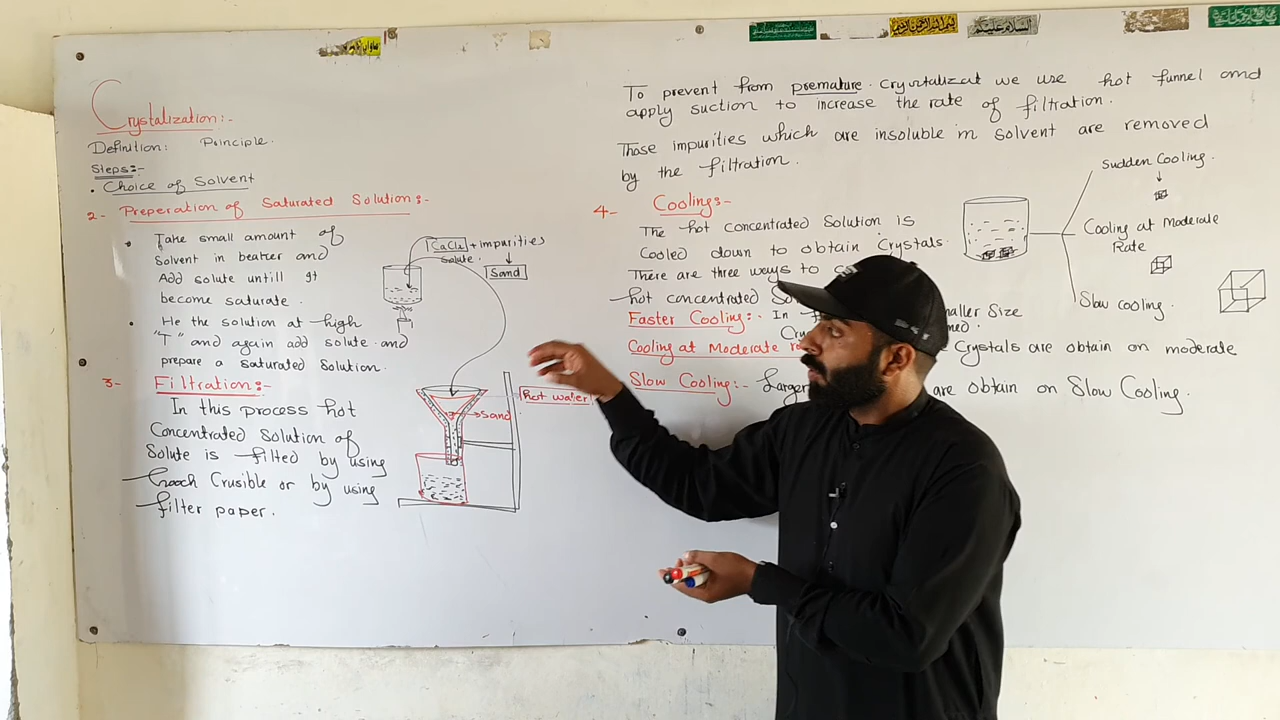 السلام علیکم
Crystalization:-
Definition: Principle.
Steps:-
• Choice of Solvent
2- Preperation of Saturated Solution:-
• Take small amount of
Solvent in beaker and
Add solute untill it
become saturate.
• He the solution at high
"T" and again add solute and
prepare a saturated Solution.
CaCl₂ + impurities
solute.
Sand
3- Filtration:-
In this process hot
Concentrated Solution of
Solute is filted by using
Gooch Crusible or by using
filter paper.
hot water
Sand
To prevent from premature. Crystalizat we use hot funnel and
apply suction to increase the rate of filtration.
Those impurities which are insoluble in solvent are removed
by the filtration.
4- Cooling:-
The hot concentrated Solution is
Cooled down to obtain Crystals.
There are three ways to
hot concentrated
Faster Cooling:- In
Smaller Size
Cooling at Moderate
Crystals are obtain on moderate
Slow Cooling:- Larger are obtain on Slow Cooling.
Sudden Cooling.
Cooling at Moderate
Rate
Slow cooling.